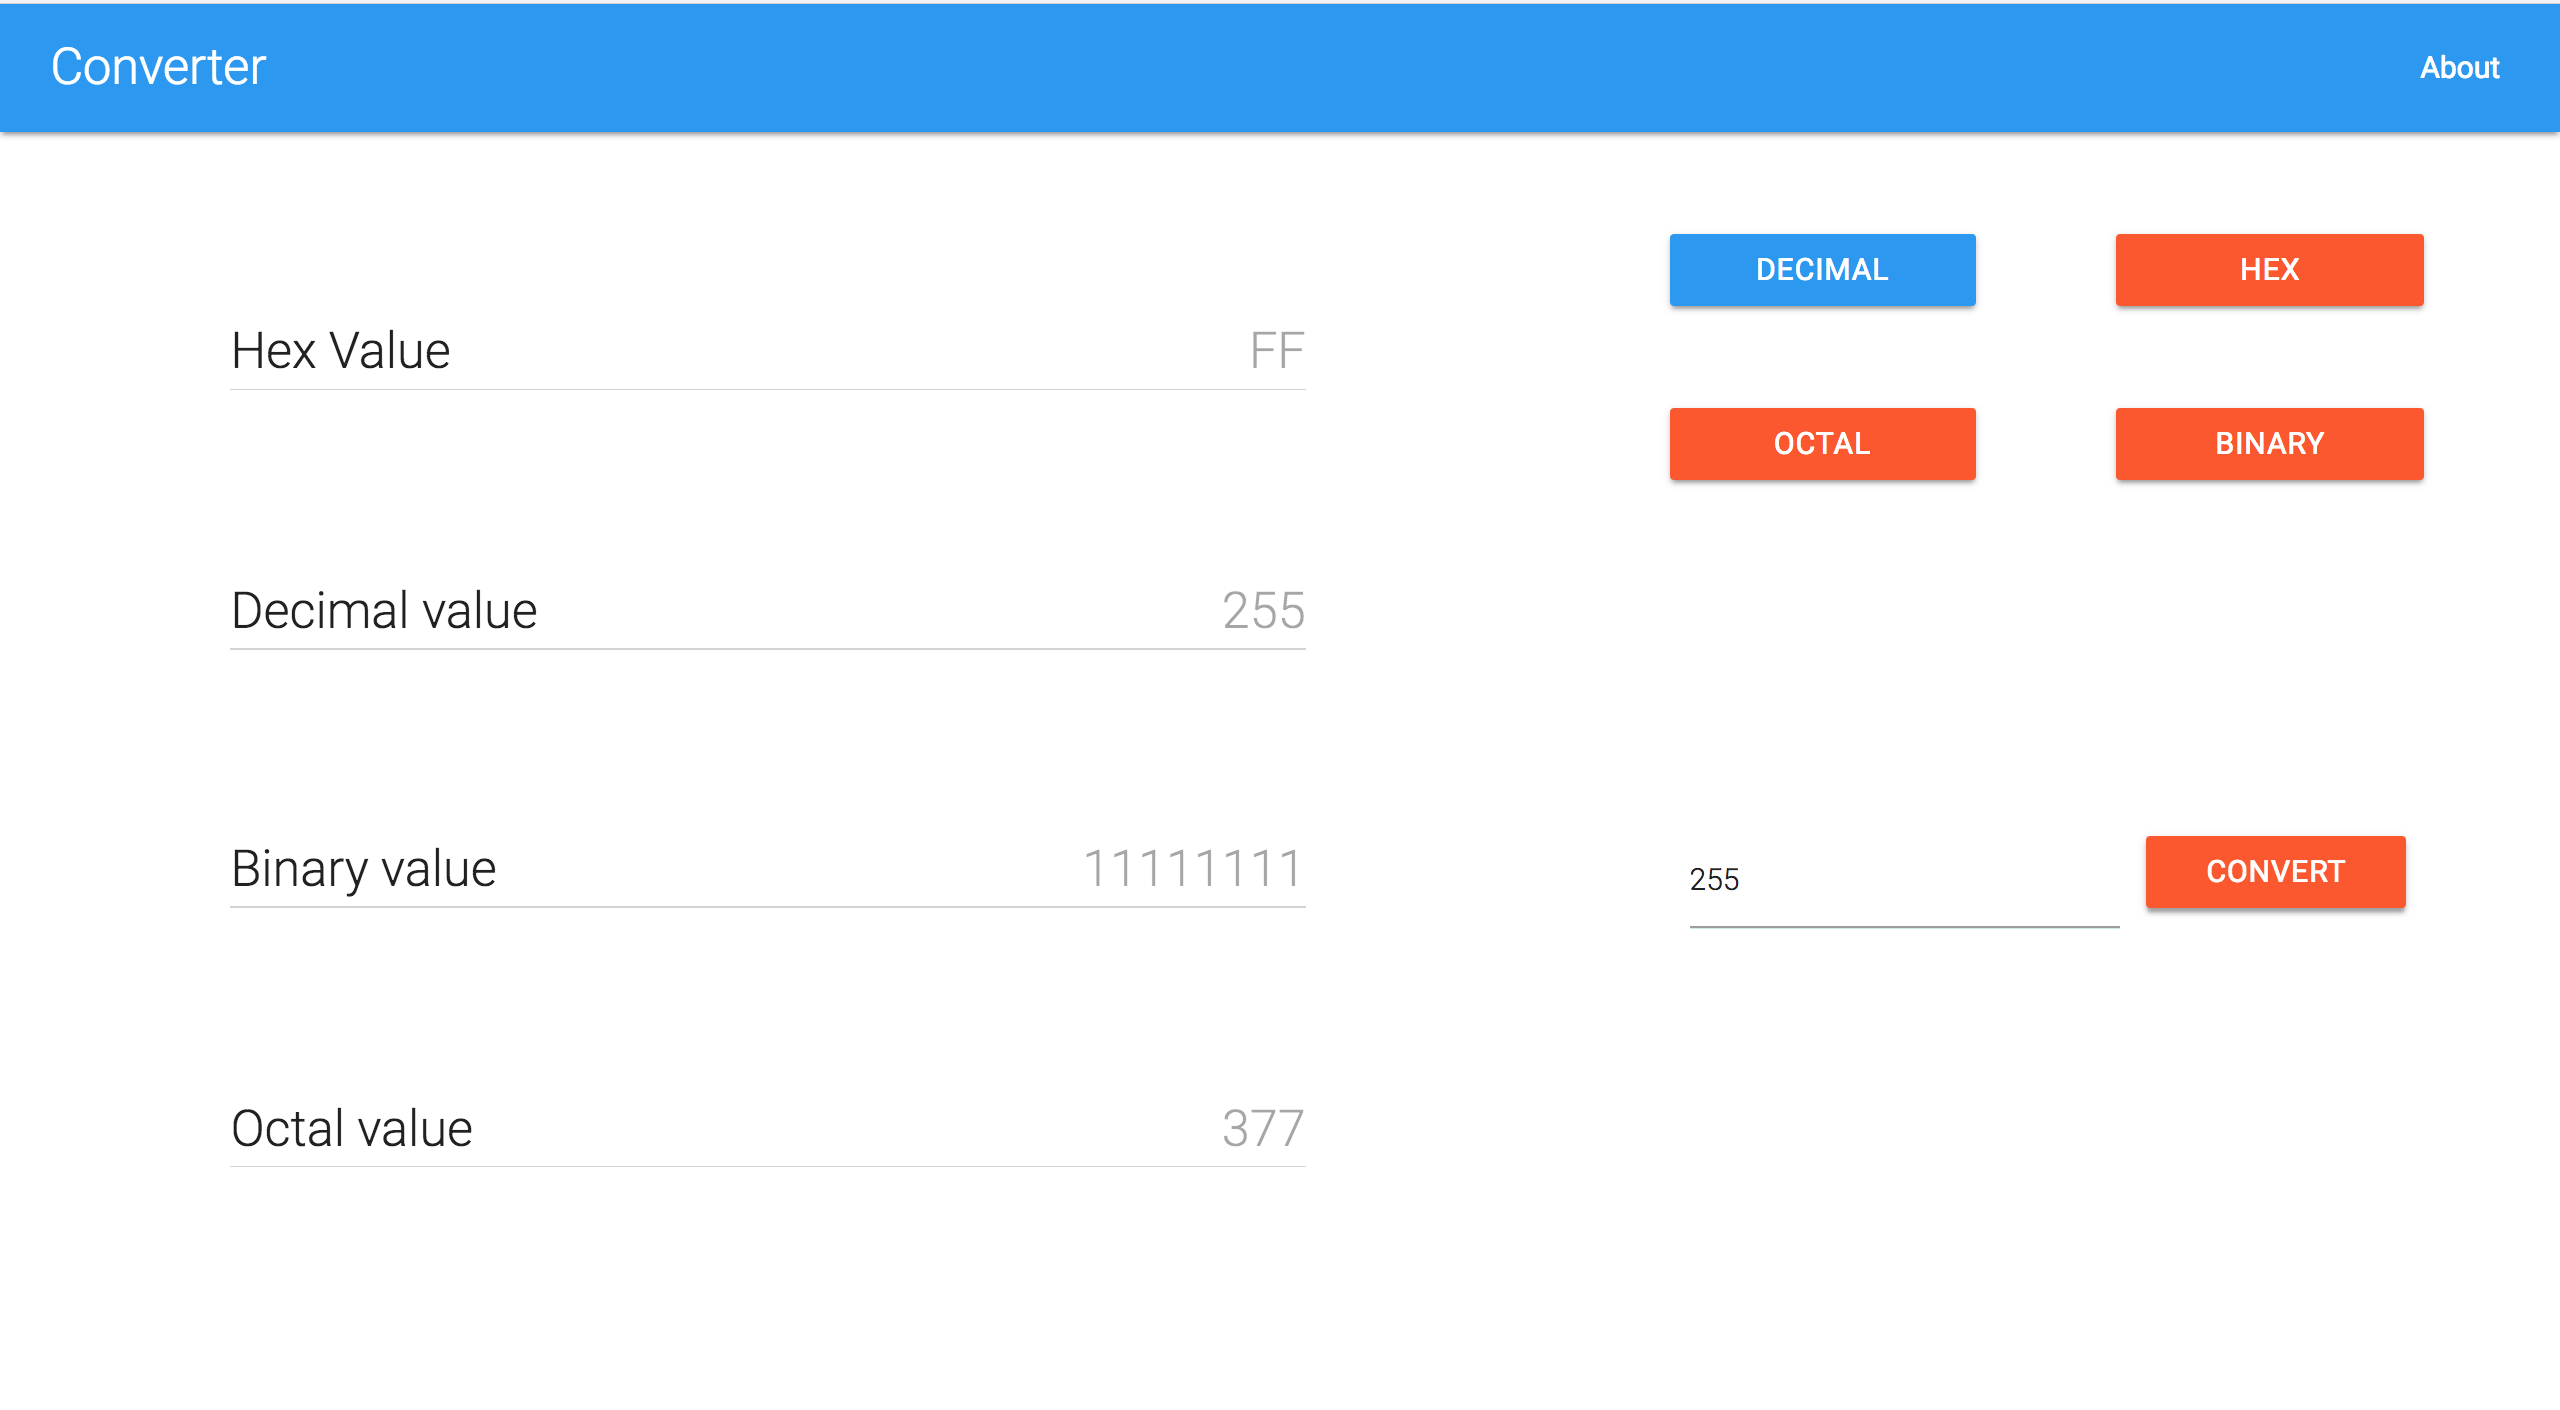 Converter
About
DECIMAL
HEX
Hex Value
FF
OCTAL
BINARY
Decimal value
255
Binary value
11111111
255
CONVERT
Octal value
377